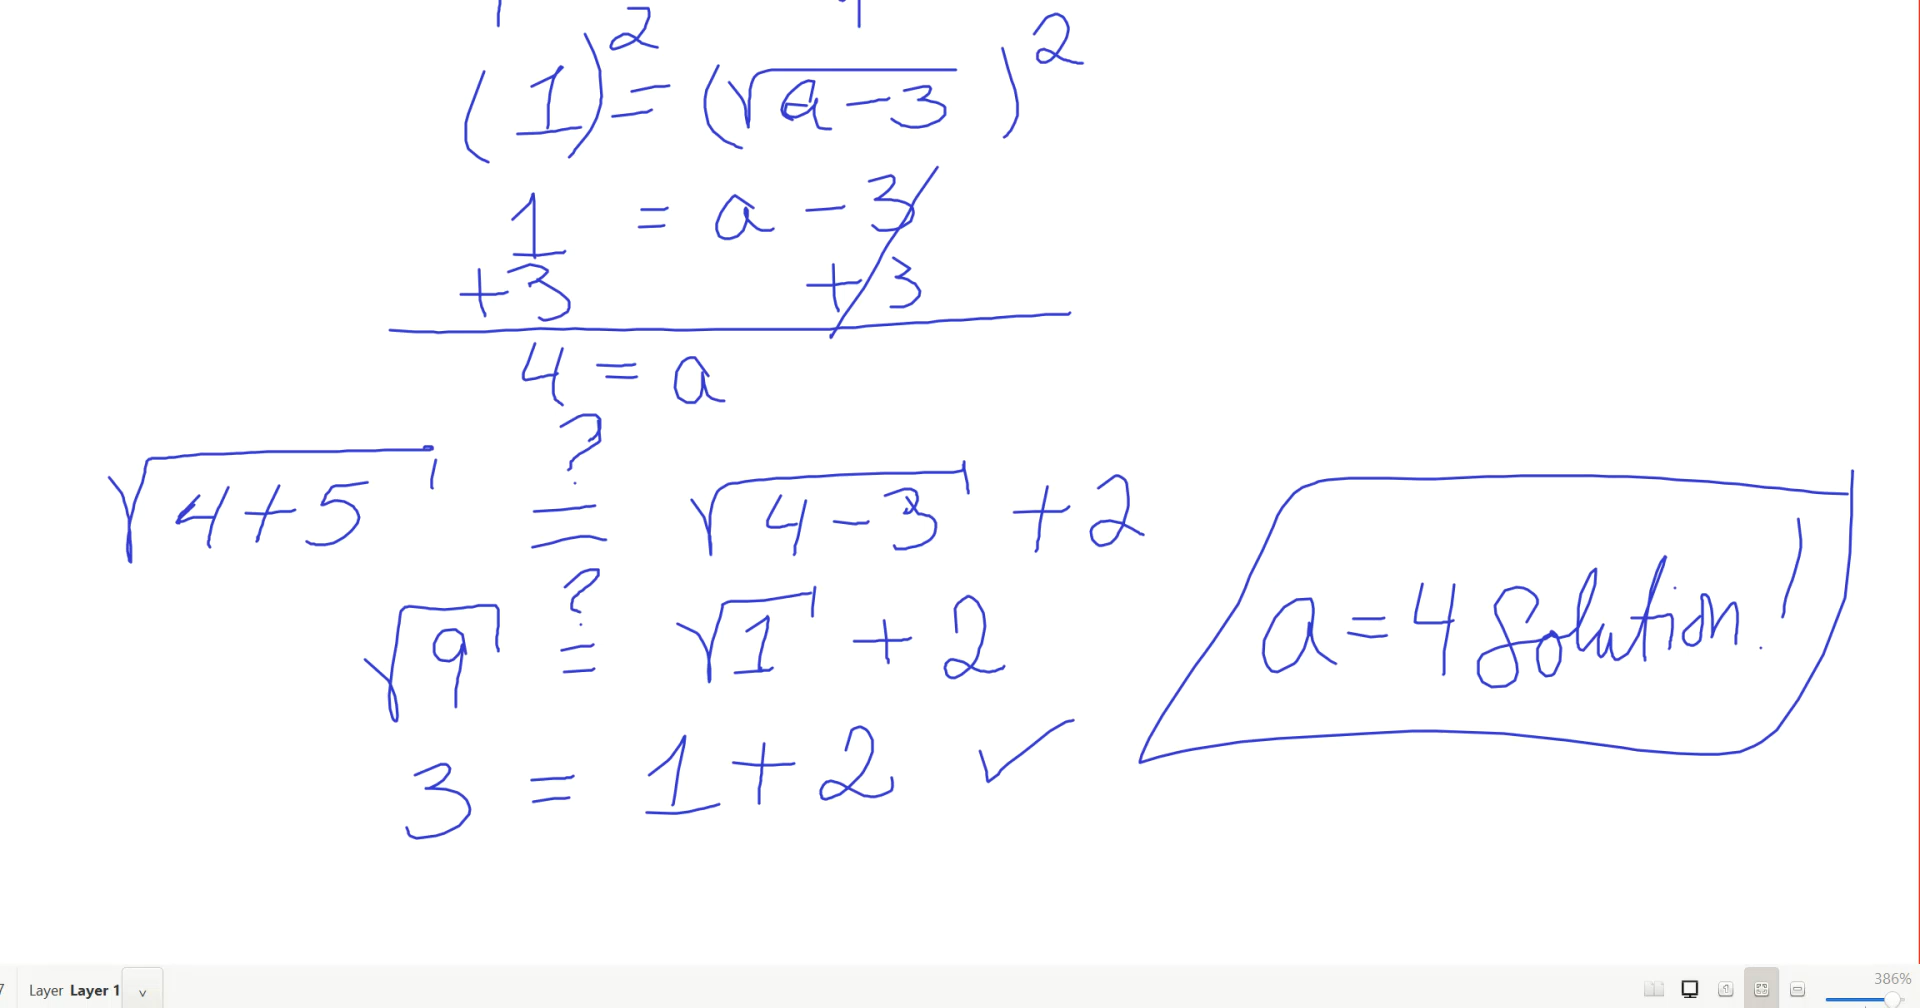 (1)² = (√a-3)²
1 = a - 3
+3 +3
4 = a
√4+5 ?= √4-3 + 2
√9 ?= √1 + 2
3 = 1 + 2 ✓
a = 4 Solution!
7 Layer Layer 1
386%